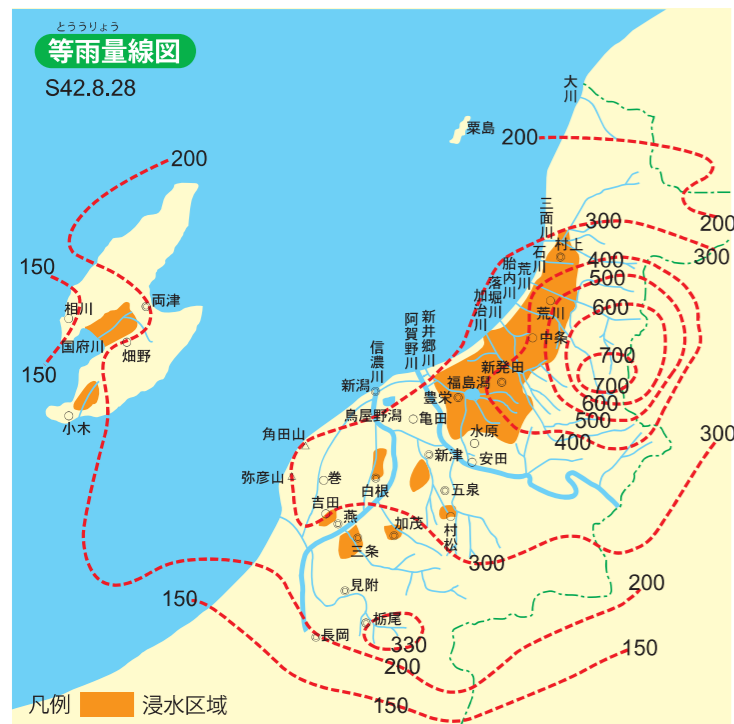 とううりょう
等雨量線図
S42.8.28
大川
粟島
200
200
200
三面川
300
300
150
村上
石川
荒川
胎内川
落堀川
加治川
400
500
600
700
700
600
500
400
両津
相川
国府川
畑野
150
小木
荒川
中条
新井郷川
阿賀野川
信濃川
新発田
福島潟
豊栄
新潟
鳥屋野潟
亀田
水原
角田山
300
新津
安田
弥彦山
巻
白根
五泉
吉田
燕
加茂
村松
三条
300
200
見附
150
栃尾
長岡
330
150
200
150
凡例
浸水区域